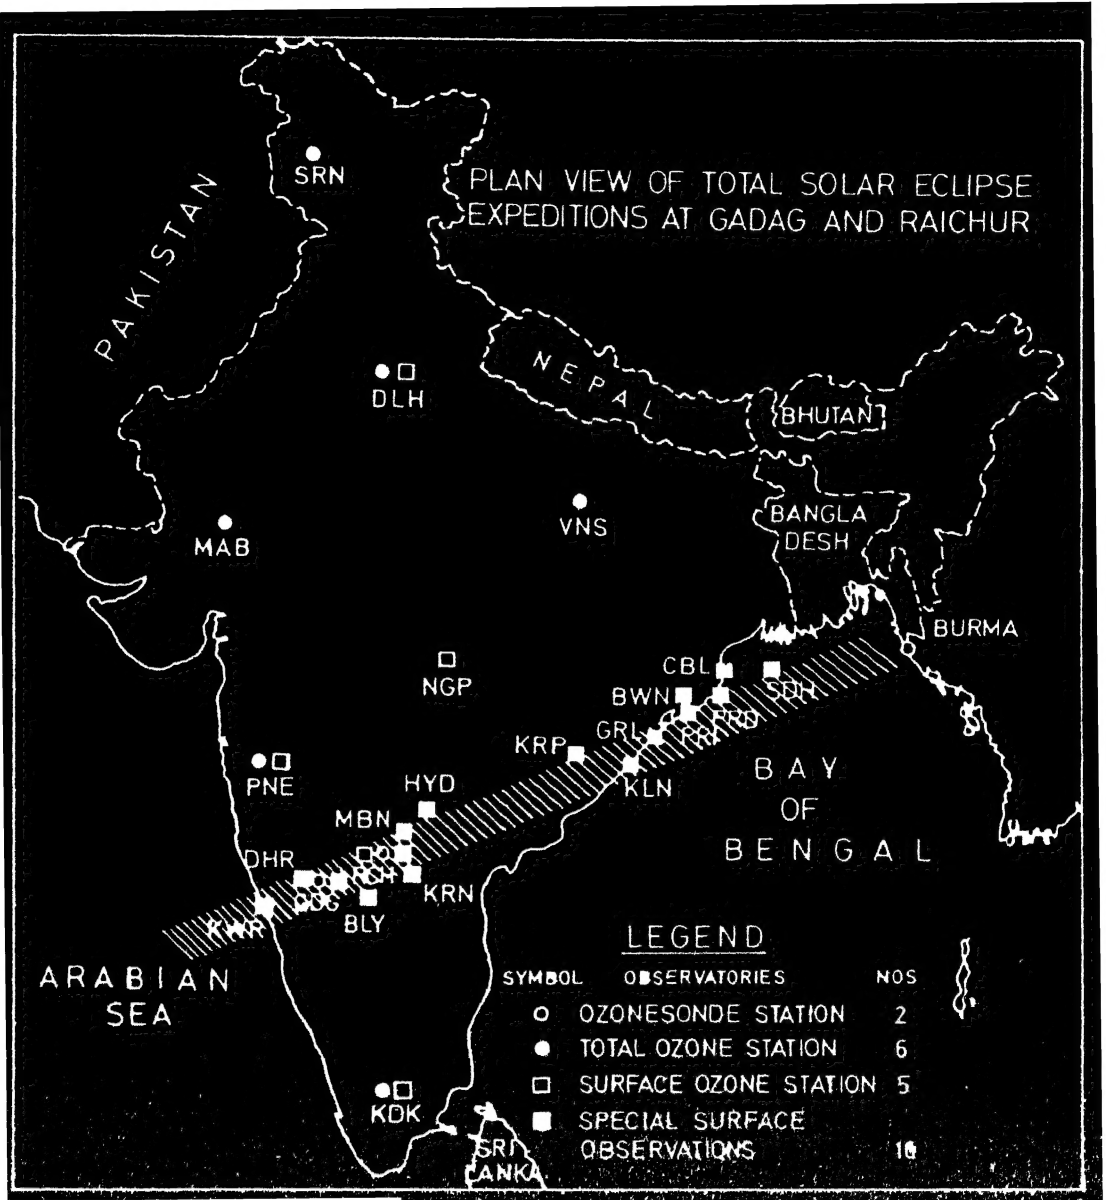 PLAN VIEW OF TOTAL SOLAR ECLIPSE
EXPEDITIONS AT GADAG AND RAICHUR
SRN
PAKISTAN
NEPAL
DLH
BHUTAN
VNS
BANGLA
DESH
MAB
BURMA
CBL
NGP
SDH
BWN
PRD
GRL
PRI
KRP
PNE
KLN
BAY
OF
BENGAL
HYD
MBN
DHR
RCH
KRN
GDG
BLY
KWR
ARABIAN
SEA
LEGEND
SYMBOL OBSERVATORIES NOS
OZONESONDE STATION 2
TOTAL OZONE STATION 6
SURFACE OZONE STATION 5
SPECIAL SURFACE
OBSERVATIONS
KDK
SRI
LANKA